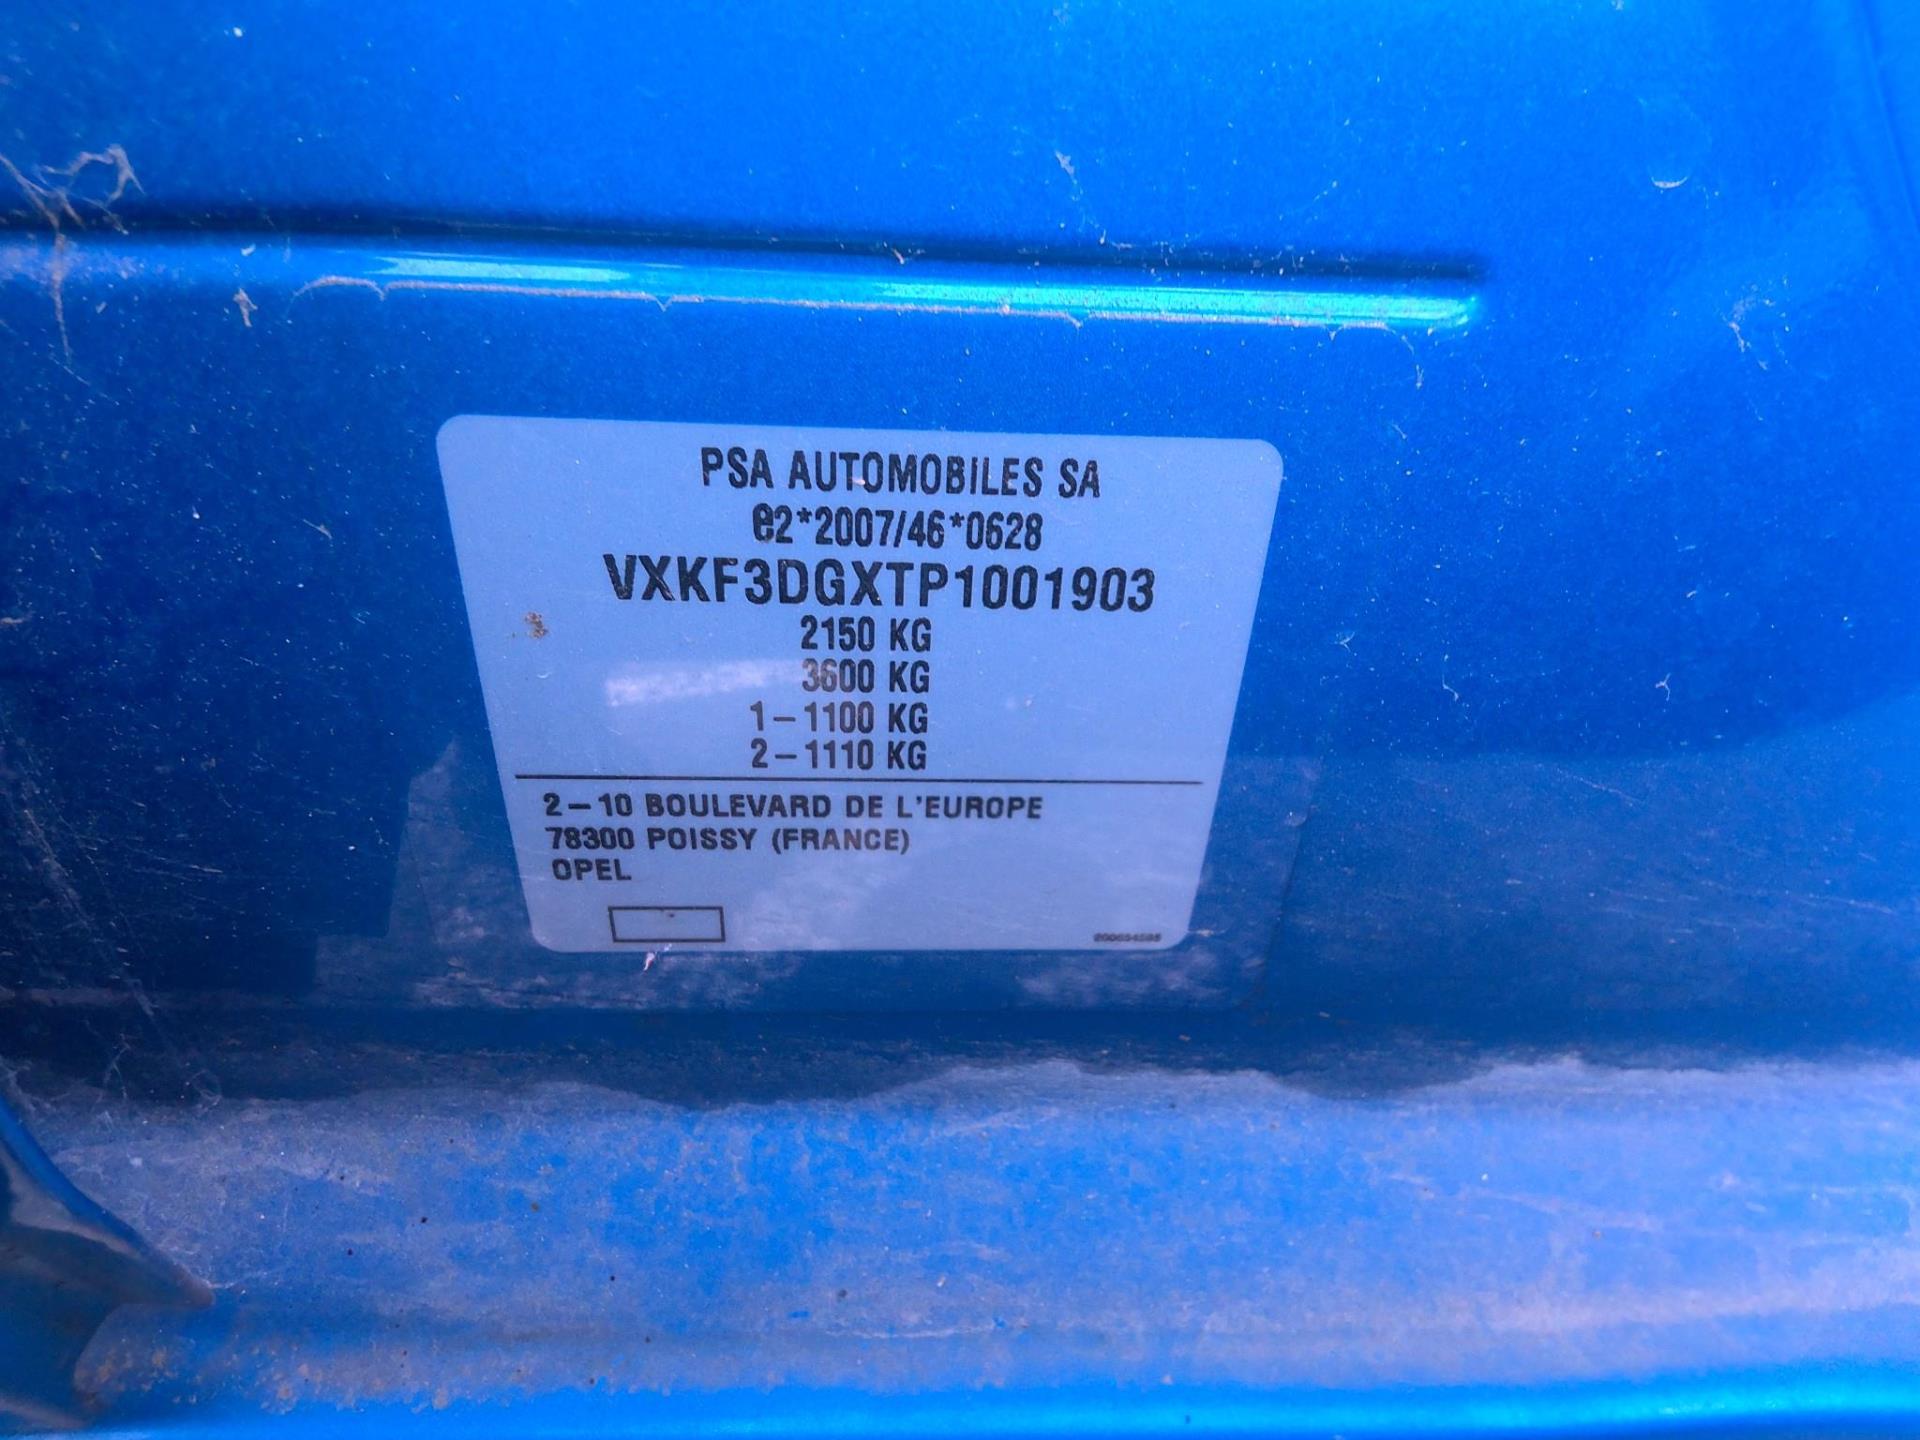 PSA AUTOMOBILES SA
e2*2007/46*0628
VXKF3DGXTP1001903
2150 KG
3600 KG
1-1100 KG
2-1110 KG
2-10 BOULEVARD DE L'EUROPE
78300 POISSY (FRANCE)
OPEL